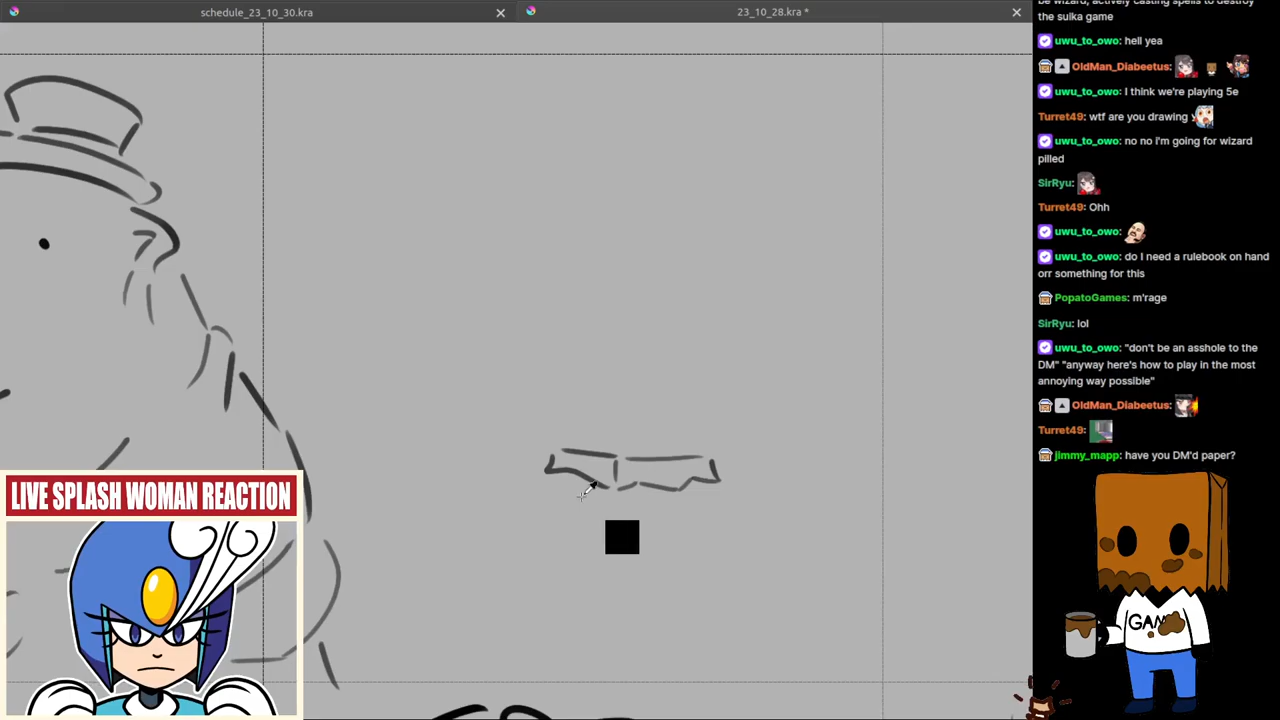 schedule_23_10_30.kra
23_10_28.kra *
be wizard, actively casting spells to destroy
the suika game
uwu_to_owo: hell yea
OldMan_Diabeetus:
uwu_to_owo: I think we're playing 5e
Turret49: wtf are you drawing
uwu_to_owo: no no i'm going for wizard
pilled
SirRyu:
Turret49: Ohh
uwu_to_owo:
uwu_to_owo: do I need a rulebook on hand
orr something for this
PopatoGames: m'rage
SirRyu: lol
uwu_to_owo: "don't be an asshole to the
DM" "anyway here's how to play in the most
annoying way possible"
OldMan_Diabeetus:
Turret49:
jimmy_mapp: have you DM'd paper?
LIVE SPLASH WOMAN REACTION